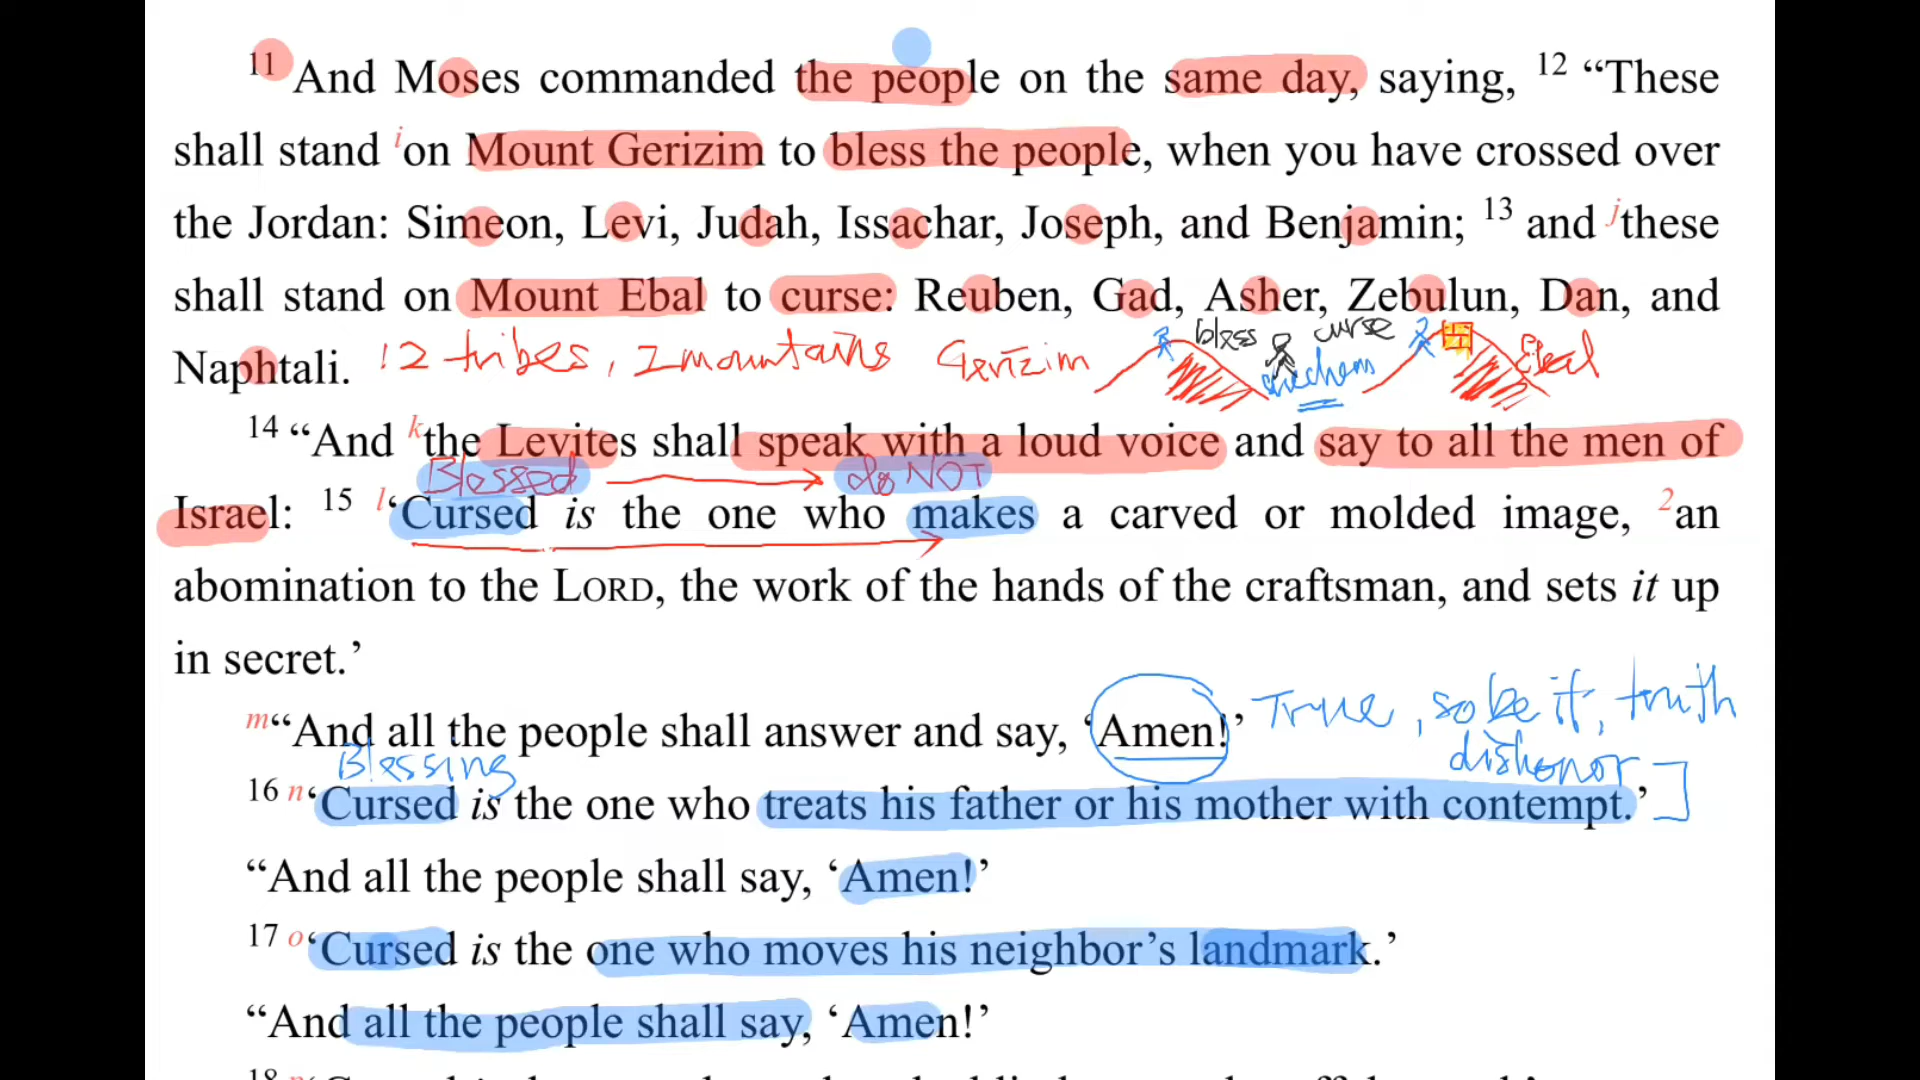 11 And Moses commanded the people on the same day, saying, 12 “These
shall stand i on Mount Gerizim to bless the people, when you have crossed over
the Jordan: Simeon, Levi, Judah, Issachar, Joseph, and Benjamin; 13 and j these
shall stand on Mount Ebal to curse: Reuben, Gad, Asher, Zebulun, Dan, and
bless curse
Naphtali. 12 tribes, 2 mountains Gerizim Ebal
14 “And k the Levites shall speak with a loud voice and say to all the men of
Blessed do NOT
Israel: 15 l ‘Cursed is the one who makes a carved or molded image, 2 an
abomination to the LORD, the work of the hands of the craftsman, and sets it up
in secret.’
True, so be it, truth
m “And all the people shall answer and say, ‘Amen!’
Blessing dishonor
16 n ‘Cursed is the one who treats his father or his mother with contempt.’
“And all the people shall say, ‘Amen!’
17 o ‘Cursed is the one who moves his neighbor’s landmark.’
“And all the people shall say, ‘Amen!’